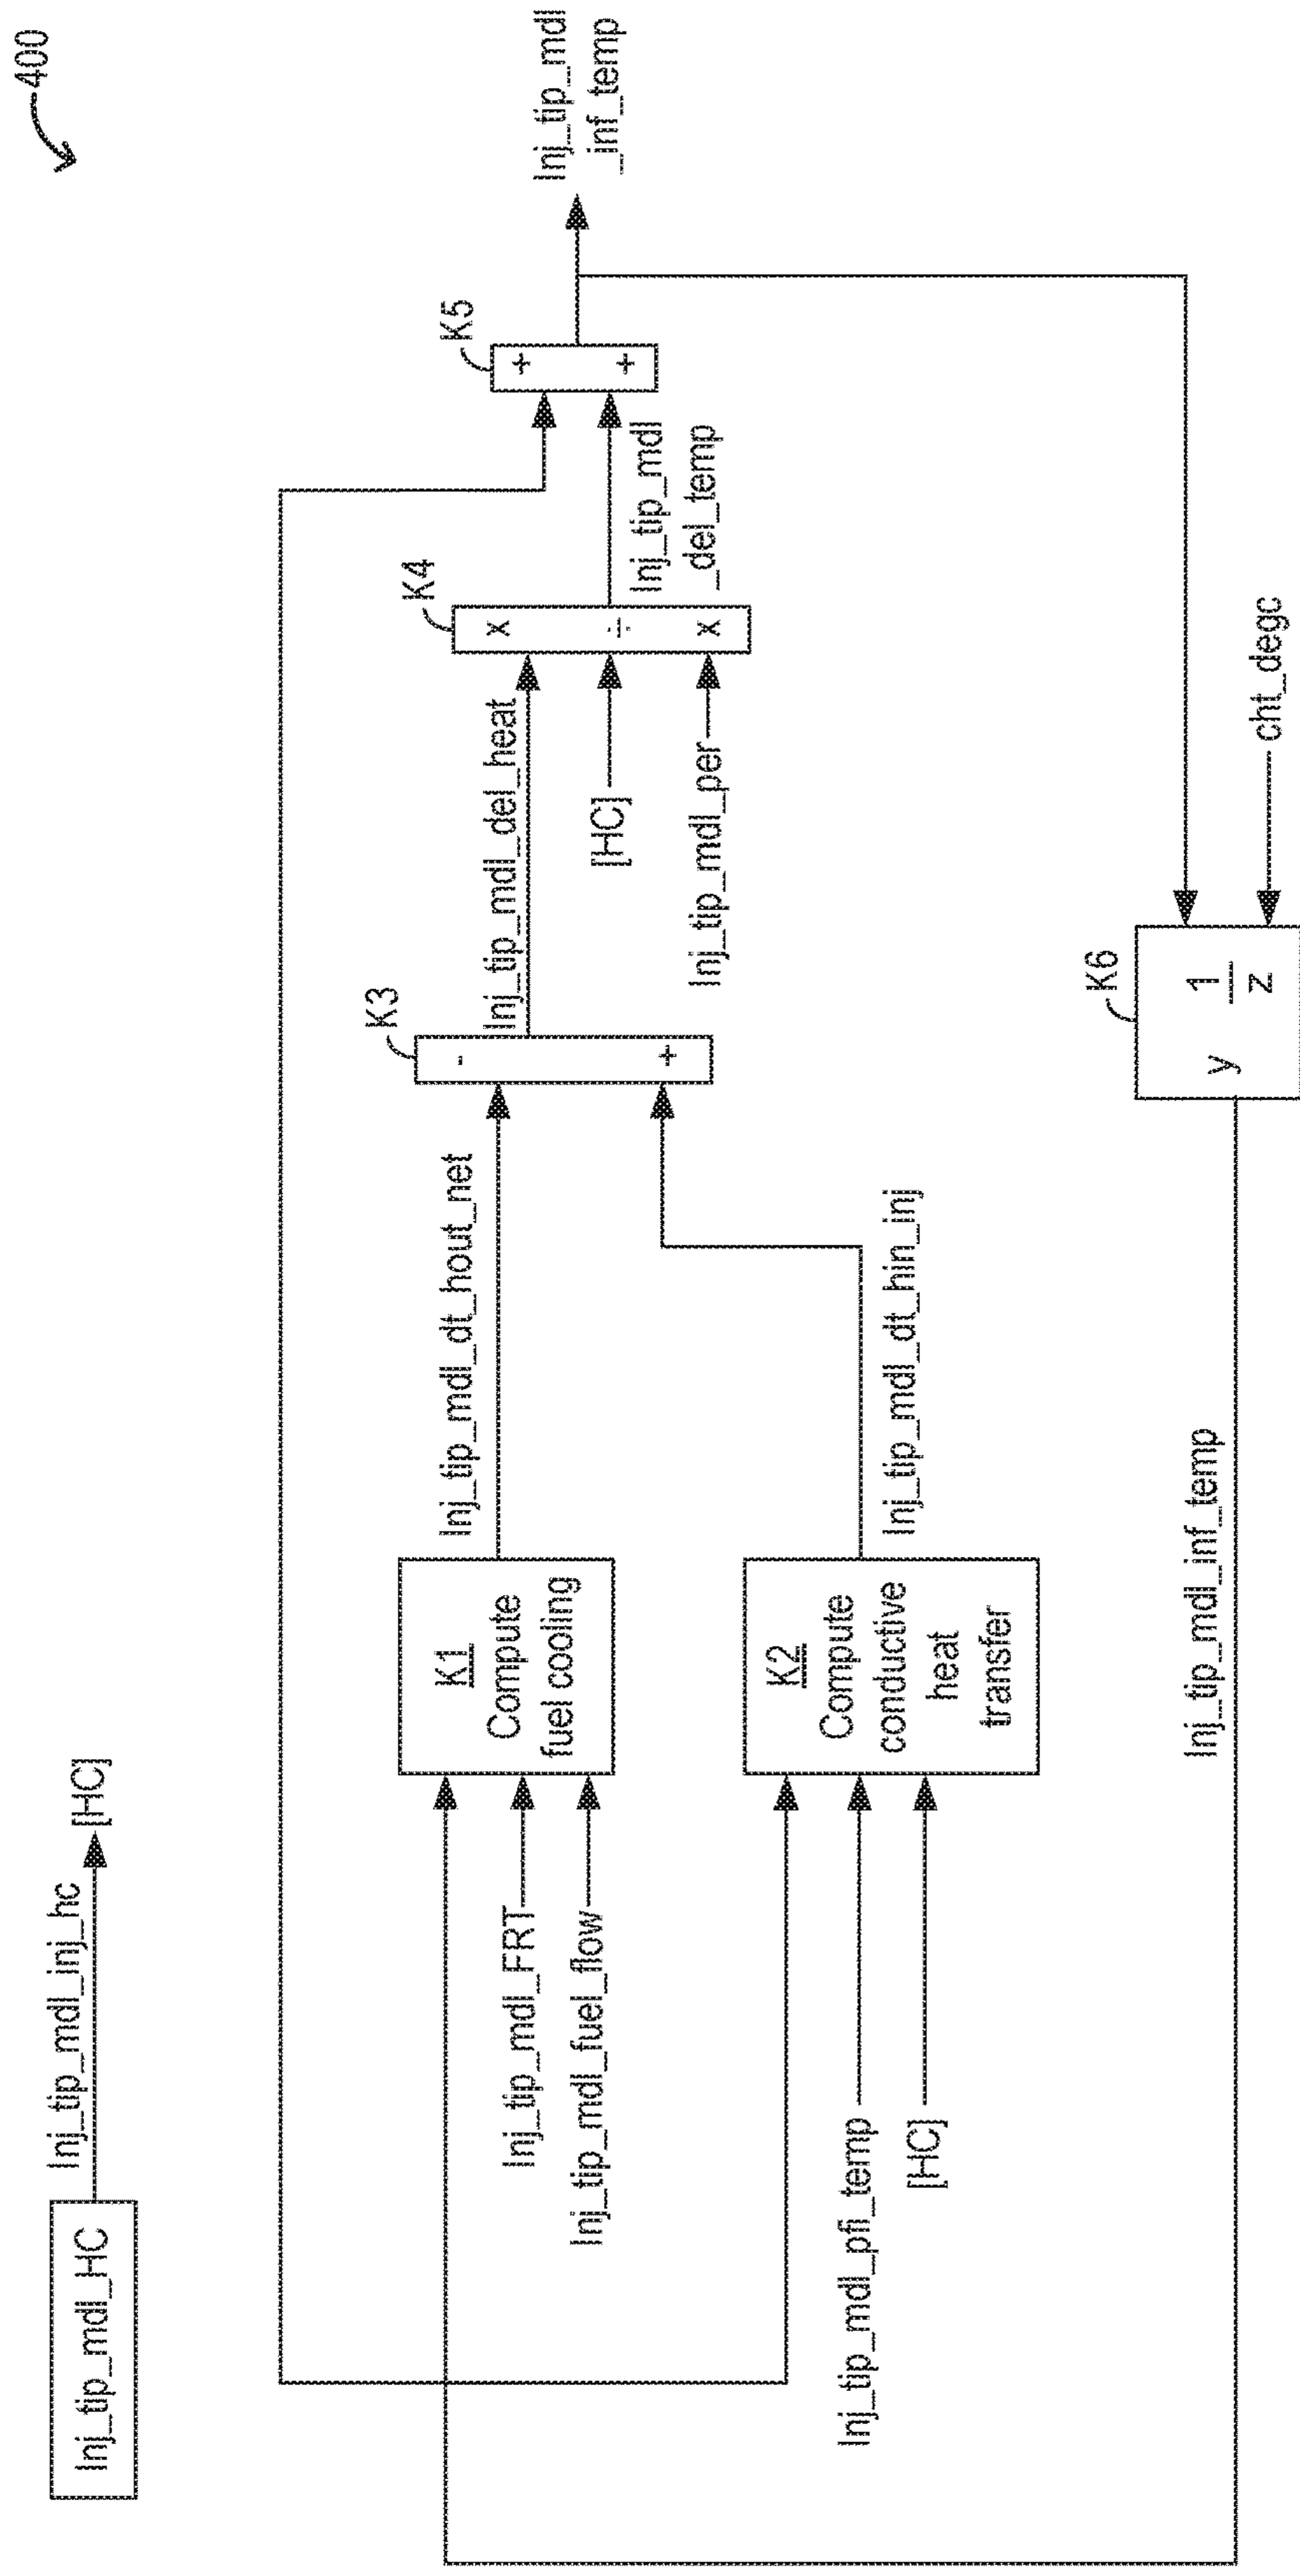 400
Inj_tip_mdl_HC
Inj_tip_mdl_inj_hc
[HC]
K1
Compute
fuel cooling
Inj_tip_mdl_FRT
Inj_tip_mdl_fuel_flow
Inj_tip_mdl_dt_hout_net
K2
Compute
conductive
heat
transfer
Inj_tip_mdl_pfi_temp
[HC]
Inj_tip_mdl_dt_hin_inj
K3
-
+
Inj_tip_mdl_del_heat
[HC]
Inj_tip_mdl_per
K4
x
÷
x
Inj_tip_mdl
_del_temp
K5
+
+
Inj_tip_mdl
_inf_temp
K6
y 1
z
cht_degc
Inj_tip_mdl_inf_temp